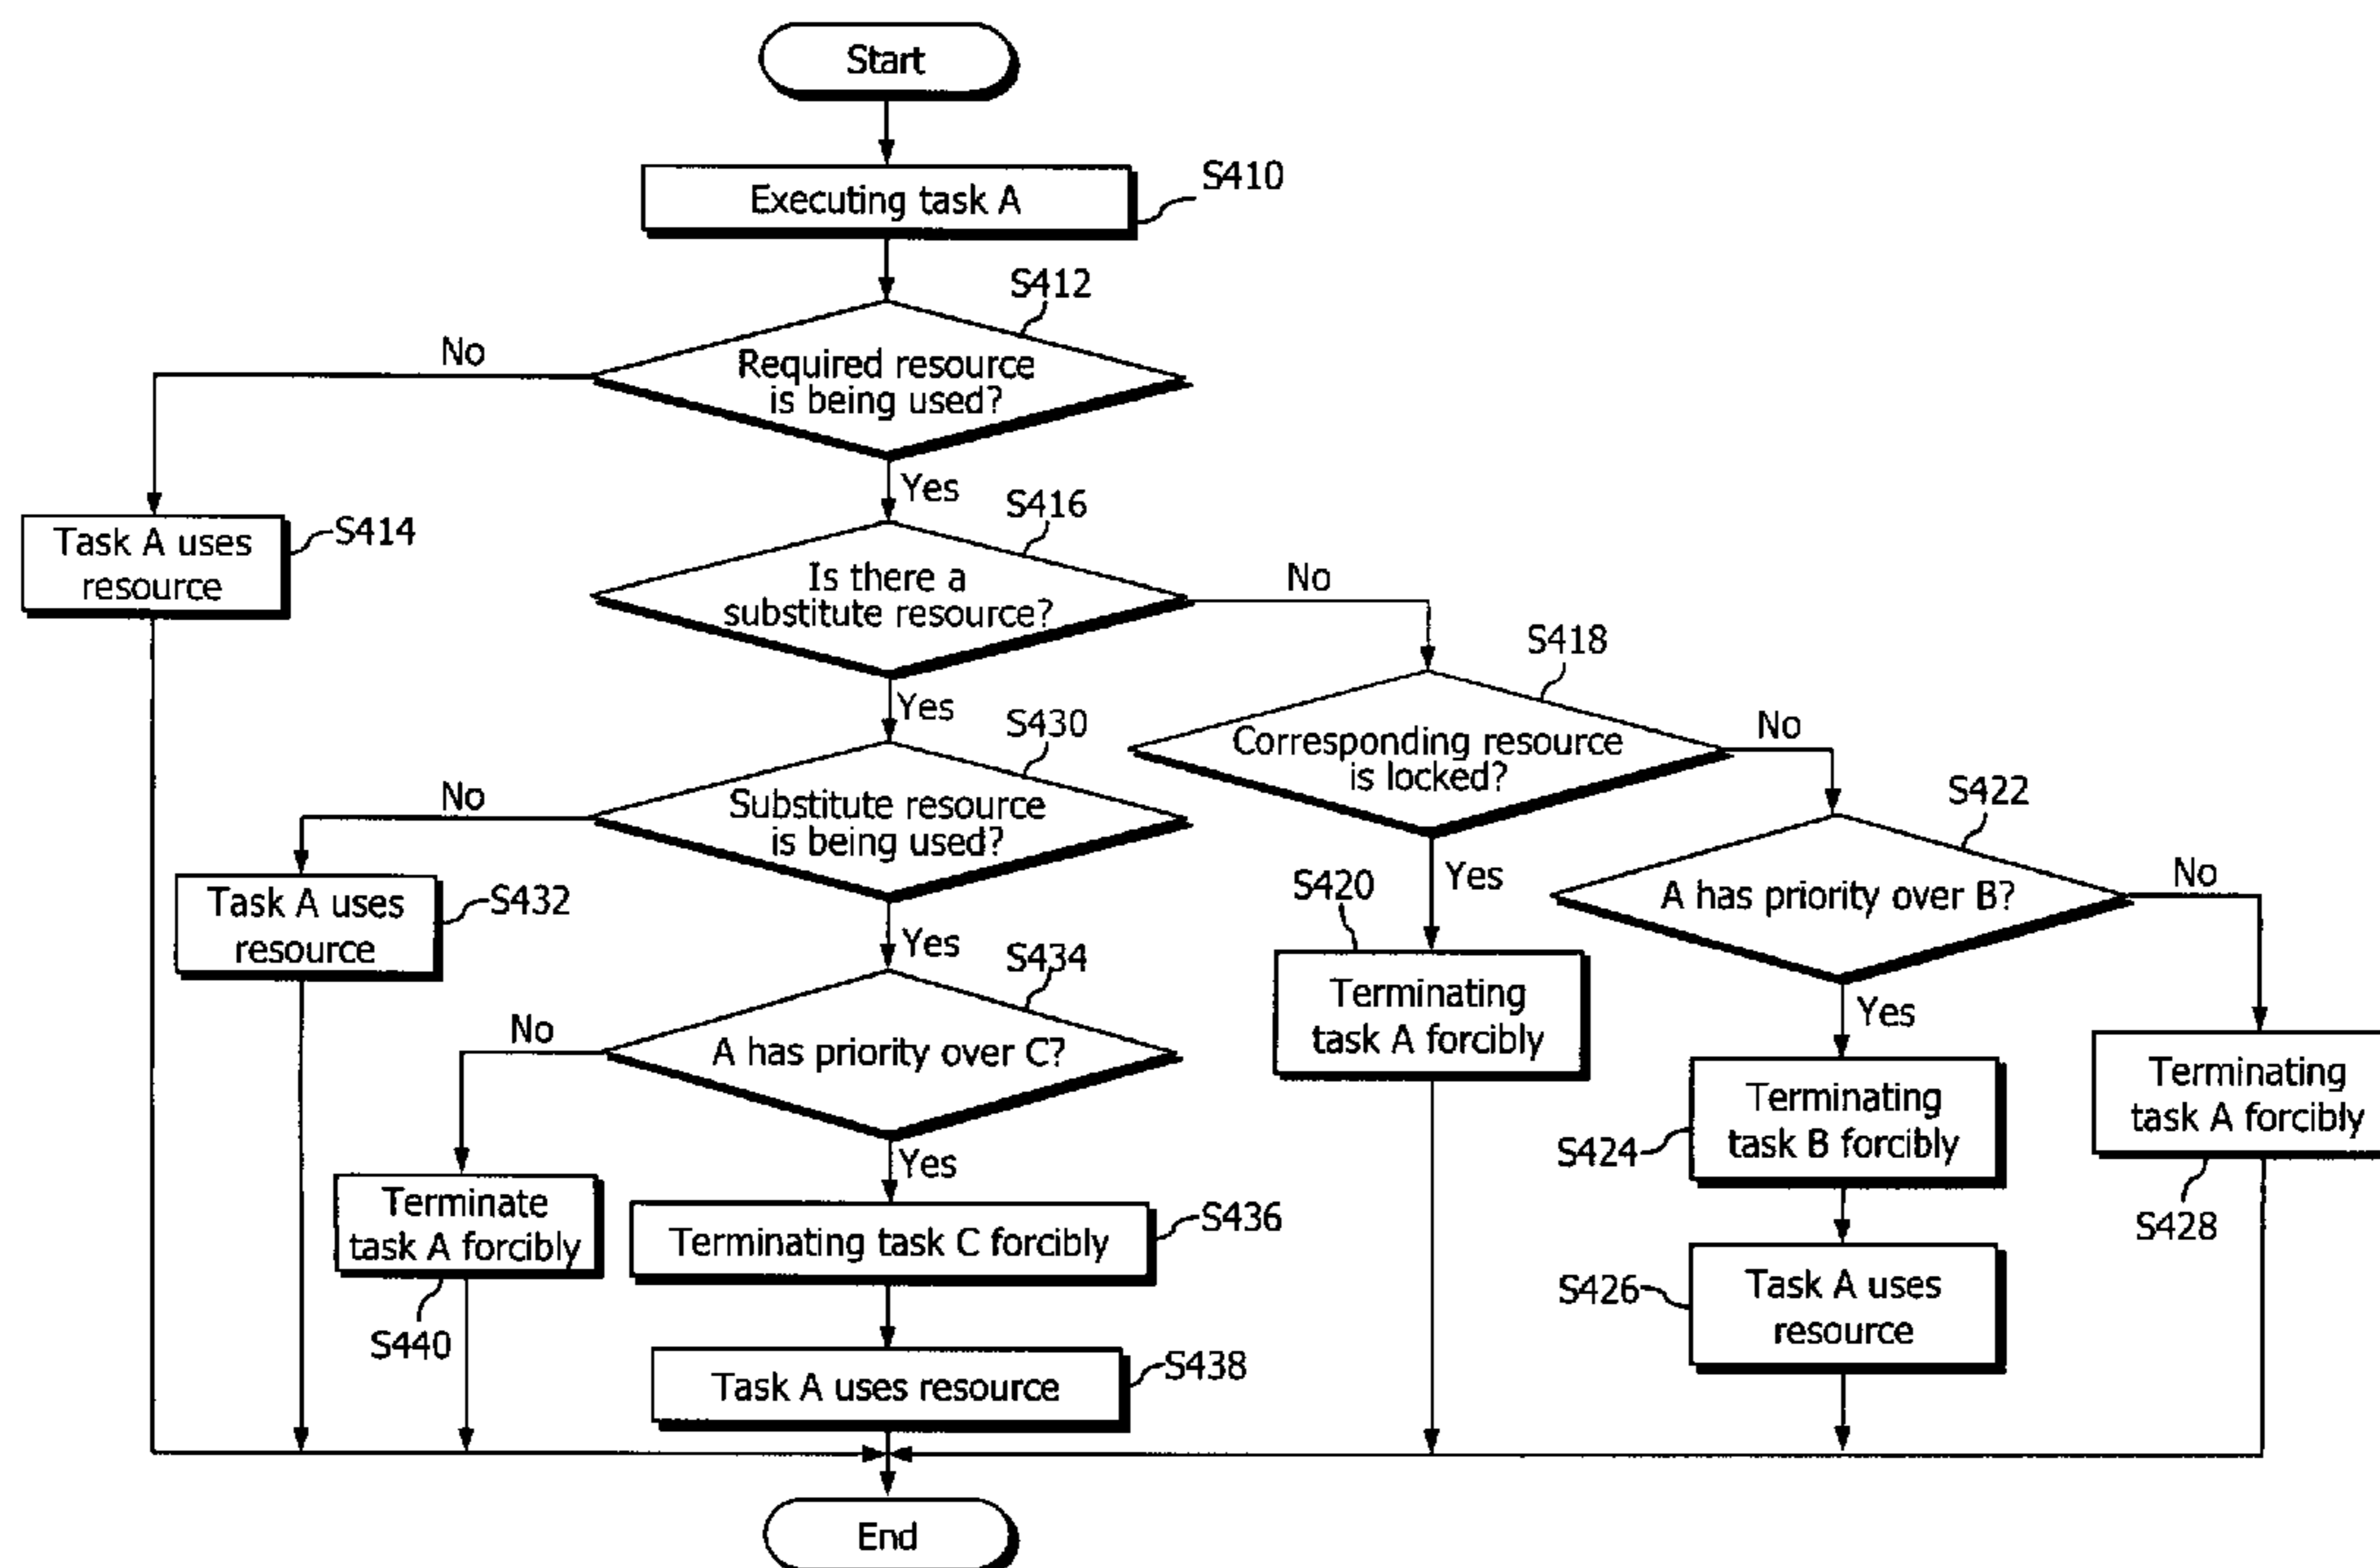 Start
Executing task A
S410
S412
Required resource
is being used?
No
Yes
S414
Task A uses
resource
S416
Is there a
substitute resource?
No
Yes
S418
Corresponding resource
is locked?
No
Yes
S430
Substitute resource
is being used?
No
Yes
S432
Task A uses
resource
S422
A has priority over B?
No
Yes
S420
Terminating
task A forcibly
S434
A has priority over C?
No
Yes
S424
Terminating
task B forcibly
Terminating
task A forcibly
S428
Terminate
task A forcibly
S440
Terminating task C forcibly
S436
S426
Task A uses
resource
Task A uses resource
S438
End